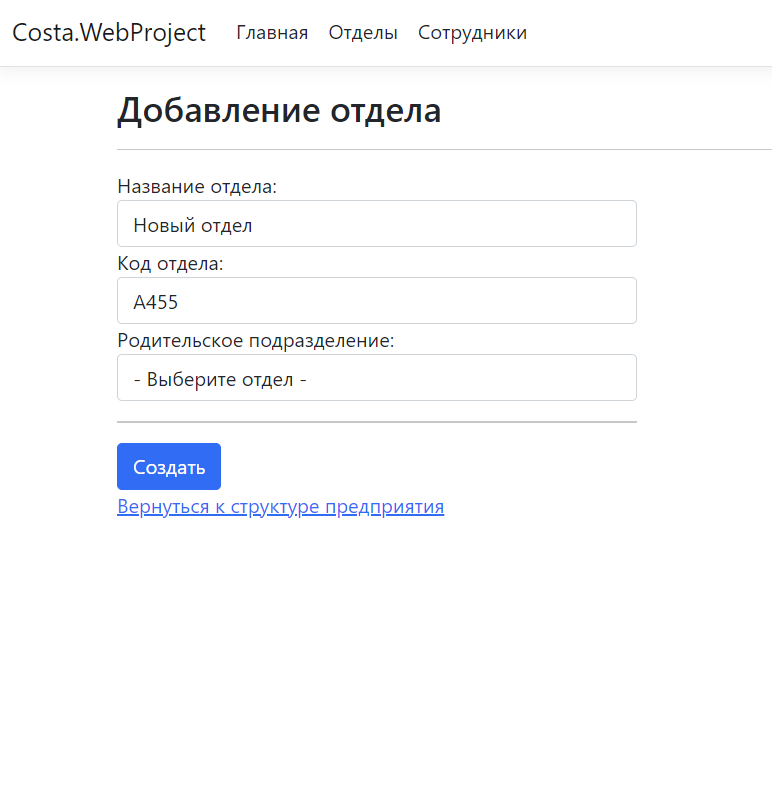 Costa.WebProject Главная Отделы Сотрудники
Добавление отдела
Название отдела:
Новый отдел
Код отдела:
А455
Родительское подразделение:
- Выберите отдел -
Создать
Вернуться к структуре предприятия